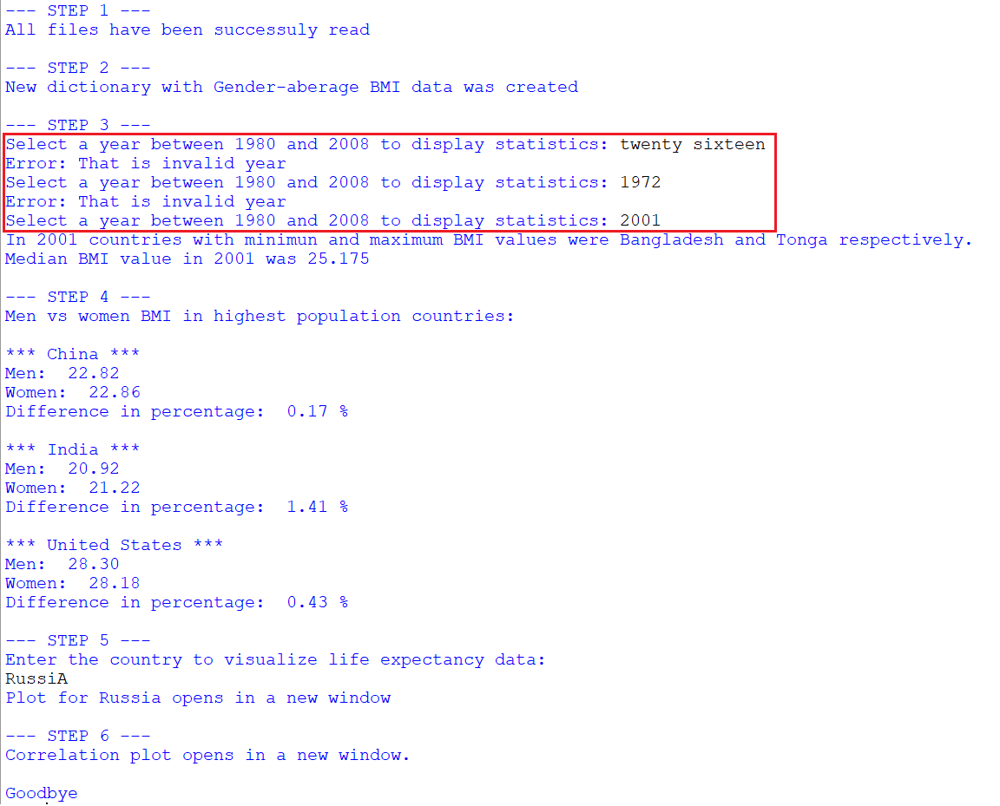 --- STEP 1 ---
All files have been successuly read
--- STEP 2 ---
New dictionary with Gender-aberage BMI data was created
--- STEP 3 ---
Select a year between 1980 and 2008 to display statistics: twenty sixteen
Error: That is invalid year
Select a year between 1980 and 2008 to display statistics: 1972
Error: That is invalid year
Select a year between 1980 and 2008 to display statistics: 2001
In 2001 countries with minimun and maximum BMI values were Bangladesh and Tonga respectively.
Median BMI value in 2001 was 25.175
--- STEP 4 ---
Men vs women BMI in highest population countries:
*** China ***
Men:  22.82
Women:  22.86
Difference in percentage:  0.17 %
*** India ***
Men:  20.92
Women:  21.22
Difference in percentage:  1.41 %
*** United States ***
Men:  28.30
Women:  28.18
Difference in percentage:  0.43 %
--- STEP 5 ---
Enter the country to visualize life expectancy data:
RussiA
Plot for Russia opens in a new window
--- STEP 6 ---
Correlation plot opens in a new window.
Goodbye